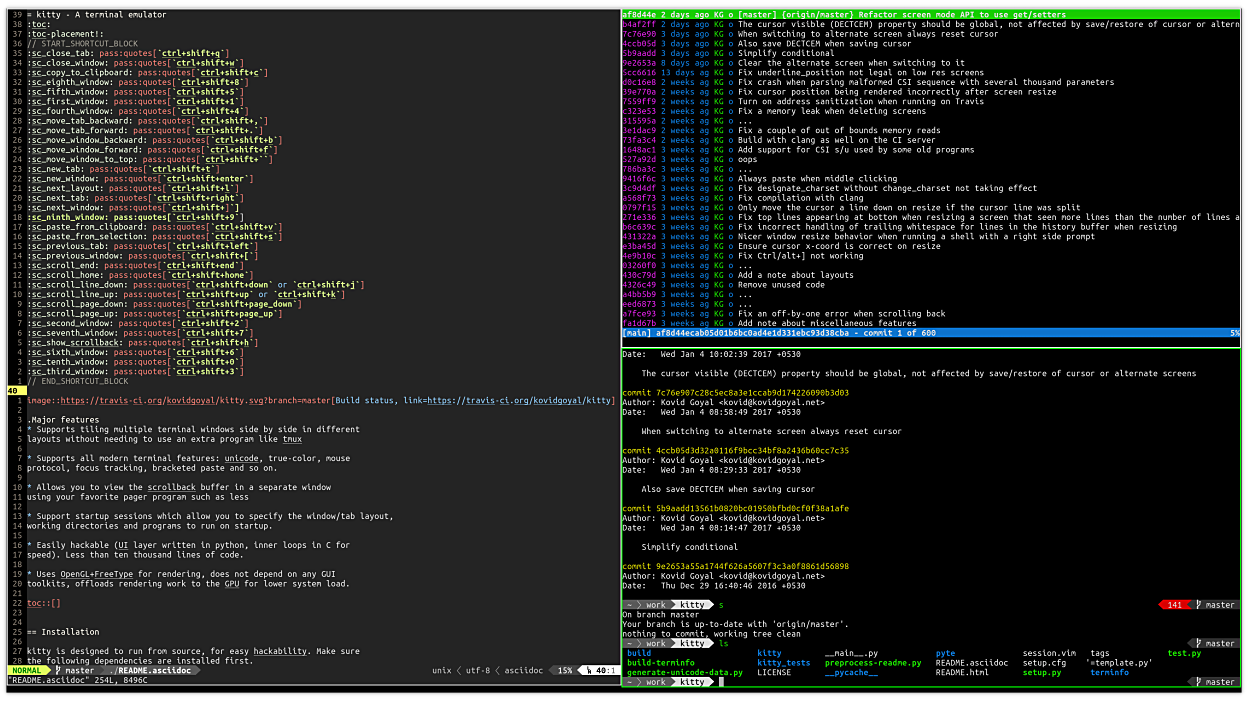 39 = kitty - A terminal emulator
38 :toc:
37 :toc-placement!:
36 // START_SHORTCUT_BLOCK
35 :sc_close_tab: pass:quotes[`ctrl+shift+q`]
34 :sc_close_window: pass:quotes[`ctrl+shift+w`]
33 :sc_copy_to_clipboard: pass:quotes[`ctrl+shift+c`]
32 :sc_eighth_window: pass:quotes[`ctrl+shift+8`]
31 :sc_fifth_window: pass:quotes[`ctrl+shift+5`]
30 :sc_first_window: pass:quotes[`ctrl+shift+1`]
29 :sc_fourth_window: pass:quotes[`ctrl+shift+4`]
28 :sc_move_tab_backward: pass:quotes[`ctrl+shift+,`]
27 :sc_move_tab_forward: pass:quotes[`ctrl+shift+.`]
26 :sc_move_window_backward: pass:quotes[`ctrl+shift+b`]
25 :sc_move_window_forward: pass:quotes[`ctrl+shift+f`]
24 :sc_move_window_to_top: pass:quotes[`ctrl+shift+``]
23 :sc_new_tab: pass:quotes[`ctrl+shift+t`]
22 :sc_new_window: pass:quotes[`ctrl+shift+enter`]
21 :sc_next_layout: pass:quotes[`ctrl+shift+l`]
20 :sc_next_tab: pass:quotes[`ctrl+shift+right`]
19 :sc_next_window: pass:quotes[`ctrl+shift+]`]
18 :sc_ninth_window: pass:quotes[`ctrl+shift+9`]
17 :sc_paste_from_clipboard: pass:quotes[`ctrl+shift+v`]
16 :sc_paste_from_selection: pass:quotes[`ctrl+shift+s`]
15 :sc_previous_tab: pass:quotes[`ctrl+shift+left`]
14 :sc_previous_window: pass:quotes[`ctrl+shift+[`]
13 :sc_scroll_end: pass:quotes[`ctrl+shift+end`]
12 :sc_scroll_home: pass:quotes[`ctrl+shift+home`]
11 :sc_scroll_line_down: pass:quotes[`ctrl+shift+down` or `ctrl+shift+j`]
10 :sc_scroll_line_up: pass:quotes[`ctrl+shift+up` or `ctrl+shift+k`]
9 :sc_scroll_page_down: pass:quotes[`ctrl+shift+page_down`]
8 :sc_scroll_page_up: pass:quotes[`ctrl+shift+page_up`]
7 :sc_second_window: pass:quotes[`ctrl+shift+2`]
6 :sc_seventh_window: pass:quotes[`ctrl+shift+7`]
5 :sc_show_scrollback: pass:quotes[`ctrl+shift+h`]
4 :sc_sixth_window: pass:quotes[`ctrl+shift+6`]
3 :sc_tenth_window: pass:quotes[`ctrl+shift+0`]
2 :sc_third_window: pass:quotes[`ctrl+shift+3`]
1 // END_SHORTCUT_BLOCK
40
1 image::https://travis-ci.org/kovidgoyal/kitty.svg?branch=master[Build status, link=https://travis-ci.org/kovidgoyal/kitty]
2
3 .Major features
4 * Supports tiling multiple terminal windows side by side in different
5 layouts without needing to use an extra program like tmux
6
7 * Supports all modern terminal features: unicode, true-color, mouse
8 protocol, focus tracking, bracketed paste and so on.
9
10 * Allows you to view the scrollback buffer in a separate window
11 using your favorite pager program such as less
12
13 * Support startup sessions which allow you to specify the window/tab layout,
14 working directories and programs to run on startup.
15
16 * Easily hackable (UI layer written in python, inner loops in C for
17 speed). Less than ten thousand lines of code.
18
19 * Uses OpenGL+FreeType for rendering, does not depend on any GUI
20 toolkits, offloads rendering work to the GPU for lower system load.
21
22 toc::[]
23
24
25 == Installation
26
27 kitty is designed to run from source, for easy hackability. Make sure
28 the following dependencies are installed first.
NORMAL master ./README.asciidoc unix utf-8 asciidoc 15% 40:1
"README.asciidoc" 254L, 8496C
af8d44e 2 days ago KG o [master] {origin/master} Refactor screen mode API to use get/setters
b4af2ff 2 days ago KG o The cursor visible (DECTCEM) property should be global, not affected by save/restore of cursor or altern
7c76e90 3 days ago KG o When switching to alternate screen always reset cursor
4ccb05d 3 days ago KG o Also save DECTCEM when saving cursor
5b9aadd 3 days ago KG o Simplify conditional
9e2653a 8 days ago KG o Clear the alternate screen when switching to it
5cc6616 13 days ag KG o Fix underline_position not legal on low res screens
d0c16e8 2 weeks ag KG o Fix crash when parsing malformed CSI sequence with several thousand parameters
39e770a 2 weeks ag KG o Fix cursor position being rendered incorrectly after screen resize
7559ff9 2 weeks ag KG o Turn on address sanitization when running on Travis
c323e53 2 weeks ag KG o Fix a memory leak when deleting screens
315595a 2 weeks ag KG o ...
3e1dac9 2 weeks ag KG o Fix a couple of out of bounds memory reads
73fa3c4 2 weeks ag KG o Build with clang as well on the CI server
1648ac1 3 weeks ag KG o Add support for CSI s/u used by some old programs
527a92d 3 weeks ag KG o oops
786ba3c 3 weeks ag KG o ...
9416f6c 3 weeks ag KG o Always paste when middle clicking
3c9d4df 3 weeks ag KG o Fix designate_charset without change_charset not taking effect
a568f73 3 weeks ag KG o Fix compilation with clang
0797f15 3 weeks ag KG o Only move the cursor a line down on resize if the cursor line was split
271e336 3 weeks ag KG o Fix top lines appearing at bottom when resizing a screen that seen more lines than the number of lines a
b6c639c 3 weeks ag KG o Fix incorrect handling of trailing whitespace for lines in the history buffer when resizing
431322a 3 weeks ag KG o Nicer window resize behavior when running a shell with a right side prompt
e3ba45d 3 weeks ag KG o Ensure cursor x-coord is correct on resize
4e9b10c 3 weeks ag KG o Fix Ctrl/alt+] not working
03260f0 3 weeks ag KG o ...
430c79d 3 weeks ag KG o Add a note about layouts
4326c49 3 weeks ag KG o Remove unused code
a4bb5b9 3 weeks ag KG o ...
eed6873 3 weeks ag KG o ...
a7fce93 3 weeks ag KG o Fix an off-by-one error when scrolling back
fa1d67b 3 weeks ag KG o Add note about miscellaneous features
[main] af8d44ecab05d01b6bc0ad4e1d331ebc93d38cba - commit 1 of 600 5%
Date: Wed Jan 4 10:02:39 2017 +0530
The cursor visible (DECTCEM) property should be global, not affected by save/restore of cursor or alternate screens
commit 7c76e907c28c5ec8a3e1ccab9d174226090b3d03
Author: Kovid Goyal <kovid@kovidgoyal.net>
Date: Wed Jan 4 08:58:49 2017 +0530
When switching to alternate screen always reset cursor
commit 4ccb05d3d32a0116f9bcc34bf8a2436b60cc7c35
Author: Kovid Goyal <kovid@kovidgoyal.net>
Date: Wed Jan 4 08:29:33 2017 +0530
Also save DECTCEM when saving cursor
commit 5b9aadd13561b0820bc01950bfbd0cf0f38a1afe
Author: Kovid Goyal <kovid@kovidgoyal.net>
Date: Wed Jan 4 08:14:47 2017 +0530
Simplify conditional
commit 9e2653a55a1744f626a5607f3c3a0f8861d56898
Author: Kovid Goyal <kovid@kovidgoyal.net>
Date: Thu Dec 29 16:40:46 2016 +0530
~ work kitty s 141 master
On branch master
Your branch is up-to-date with 'origin/master'.
nothing to commit, working tree clean
~ work kitty ls master
build kitty __main__.py pyte session.vim tags test.py
build-terminfo kitty_tests preprocess-readme.py README.asciidoc setup.cfg '=template.py'
generate-unicode-data.py LICENSE __pycache__ README.html setup.py terminfo
~ work kitty master